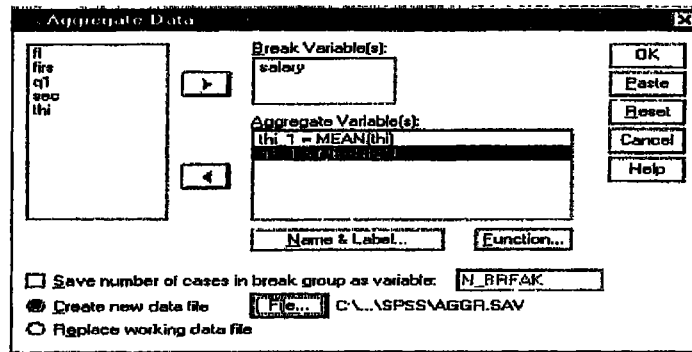 Aggregate Data
fl
firs
q1
sec
thi
Break Variable(s):
salary
Aggregate Variable(s):
thi_1 = MEAN(thi)
Name & Label...
Function...
OK
Paste
Reset
Cancel
Help
Save number of cases in break group as variable:
N_BREAK
Create new data file
File...
C:\...\SPSS\AGGR.SAV
Replace working data file